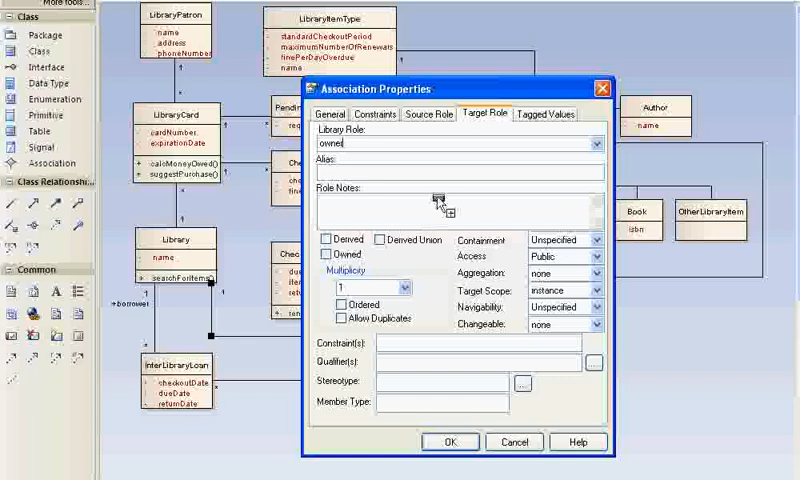 More tools...
Class
Package
Class
Interface
Data Type
Enumeration
Primitive
Table
Signal
Association
Class Relationshi...
Common
LibraryPatron
name
address
phoneNumber
1
*
LibraryCard
- cardNumber
- expirationDate
+ calcMoneyOwed()
+ suggestPurchase()
1
*
*
*
Library
- name
+ searchForItems()
+borrower
1
1
*
InterLibraryLoan
- checkoutDate
- dueDate
- returnDate
*
LibraryItemType
- standardCheckoutPeriod
- maximumNumberOfRenewals
- finePerDayOverdue
- name
Author
- name
Book
isbn
OtherLibraryItem
Association Properties
General
Constraints
Source Role
Target Role
Tagged Values
Library Role:
owner
Alias:
Role Notes:
Derived
Derived Union
Owned
Multiplicity
1
Ordered
Allow Duplicates
Containment
Unspecified
Access:
Public
Aggregation:
none
Target Scope:
instance
Navigability:
Unspecified
Changeable:
none
Constraint(s):
Qualifier(s):
...
Stereotype:
...
Member Type:
OK
Cancel
Help